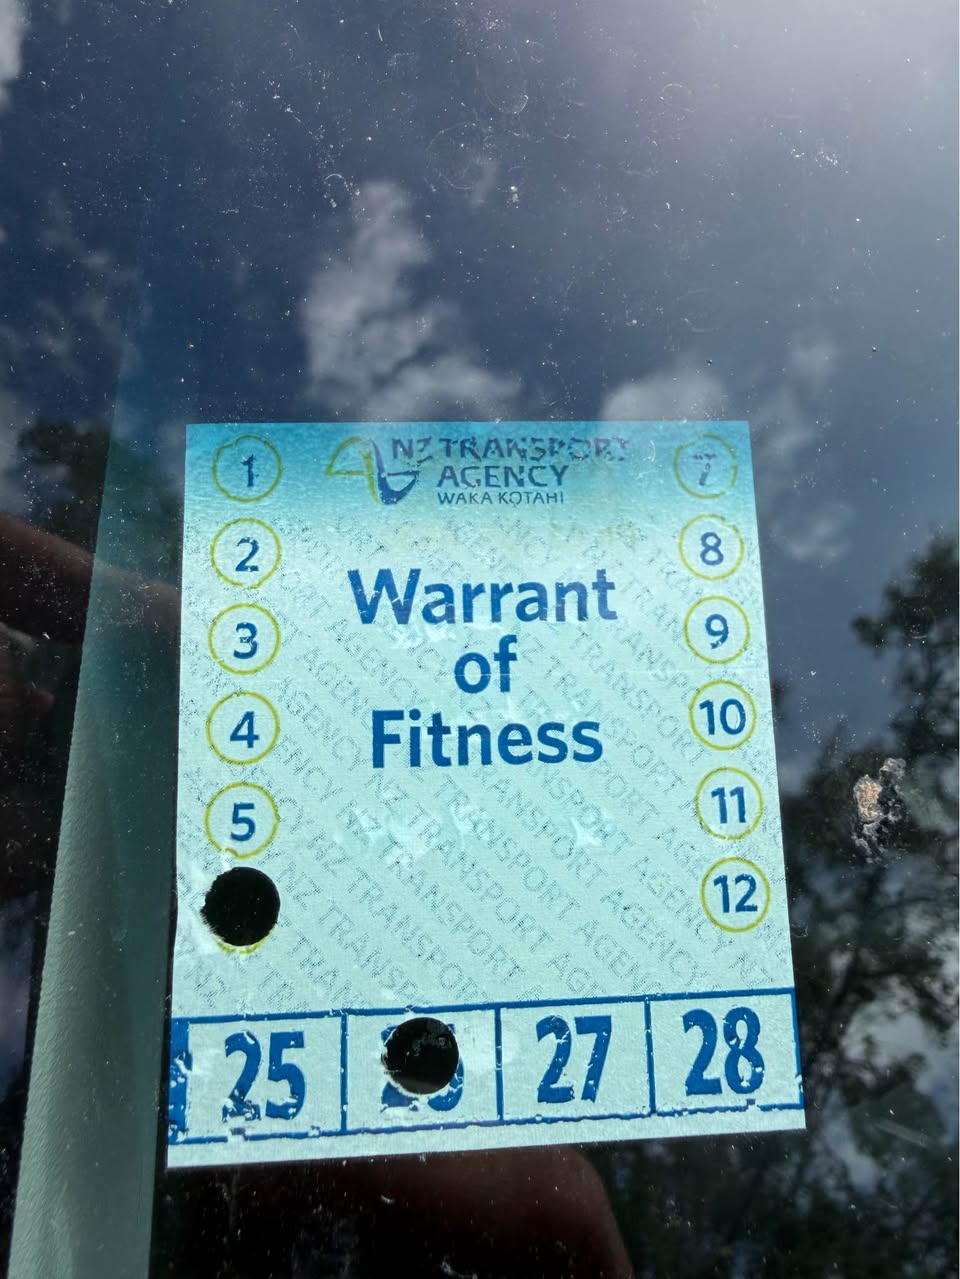 NZ TRANSPORT
AGENCY
WAKA KOTAHI
1
2
3
4
5
7
8
9
10
11
12
Warrant
of
Fitness
25
27
28